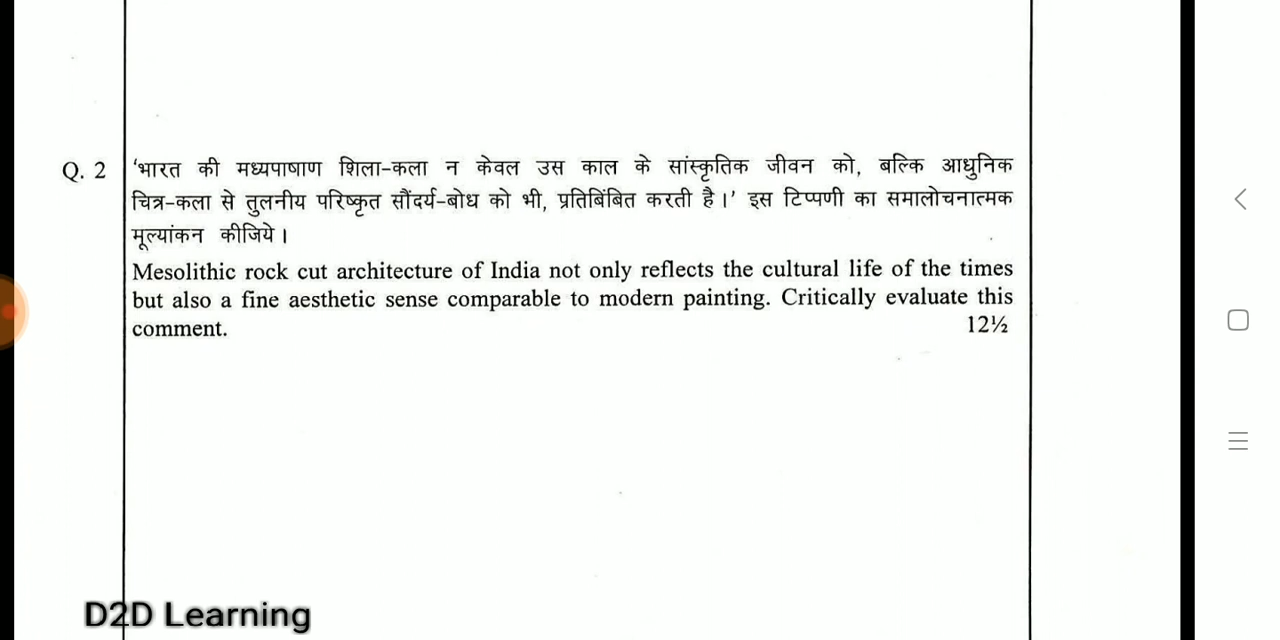 Q. 2 'भारत की मध्यपाषाण शिला-कला न केवल उस काल के सांस्कृतिक जीवन को, बल्कि आधुनिक
चित्र-कला से तुलनीय परिष्कृत सौंदर्य-बोध को भी, प्रतिबिंबित करती है।' इस टिप्पणी का समालोचनात्मक
मूल्यांकन कीजिये।
Mesolithic rock cut architecture of India not only reflects the cultural life of the times
but also a fine aesthetic sense comparable to modern painting. Critically evaluate this
comment. 12½
D2D Learning